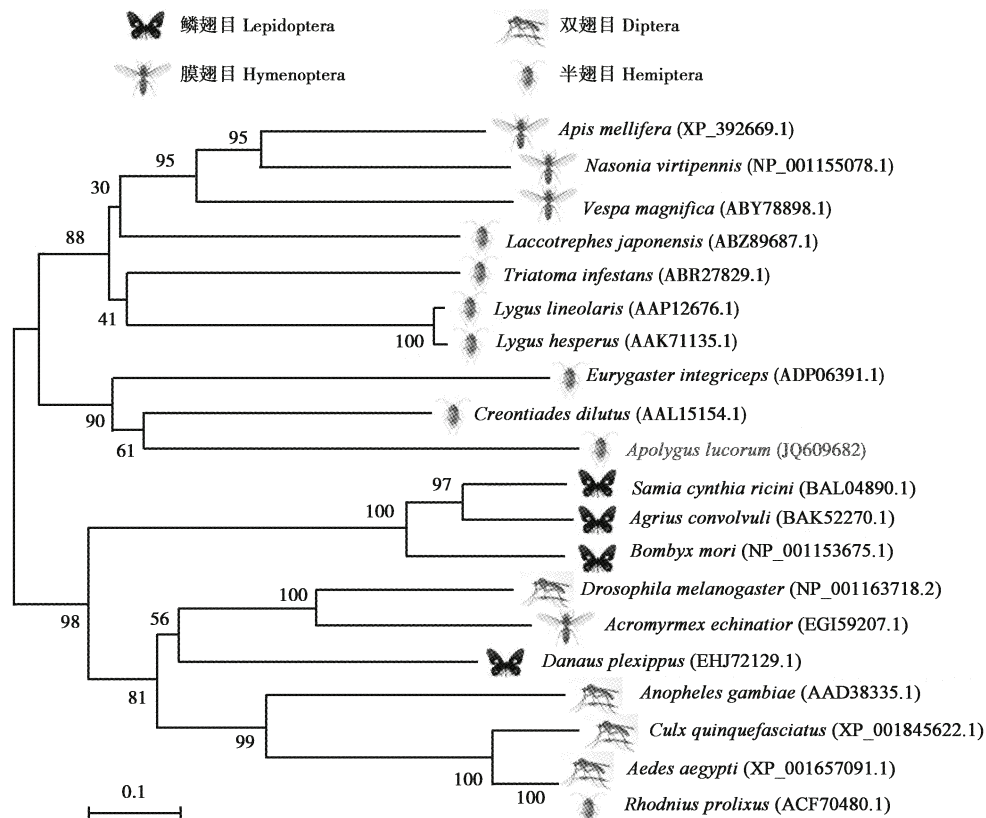 鳞翅目 Lepidoptera
双翅目 Diptera
膜翅目 Hymenoptera
半翅目 Hemiptera
95
Apis mellifera (XP_392669.1)
95
Nasonia virtipennis (NP_001155078.1)
30
Vespa magnifica (ABY78898.1)
88
Laccotrephes japonensis (ABZ89687.1)
Triatoma infestans (ABR27829.1)
41
Lygus lineolaris (AAP12676.1)
100
Lygus hesperus (AAK71135.1)
Eurygaster integriceps (ADP06391.1)
90
Creontiades dilutus (AAL15154.1)
61
Apolygus lucorum (JQ609682)
97
Samia cynthia ricini (BAL04890.1)
100
Agrius convolvuli (BAK52270.1)
Bombyx mori (NP_001153675.1)
98
Drosophila melanogaster (NP_001163718.2)
100
56
Acromyrmex echinatior (EGI59207.1)
Danaus plexippus (EHJ72129.1)
81
Anopheles gambiae (AAD38335.1)
99
Culx quinquefasciatus (XP_001845622.1)
100
Aedes aegypti (XP_001657091.1)
100
Rhodnius prolixus (ACF70480.1)
0.1